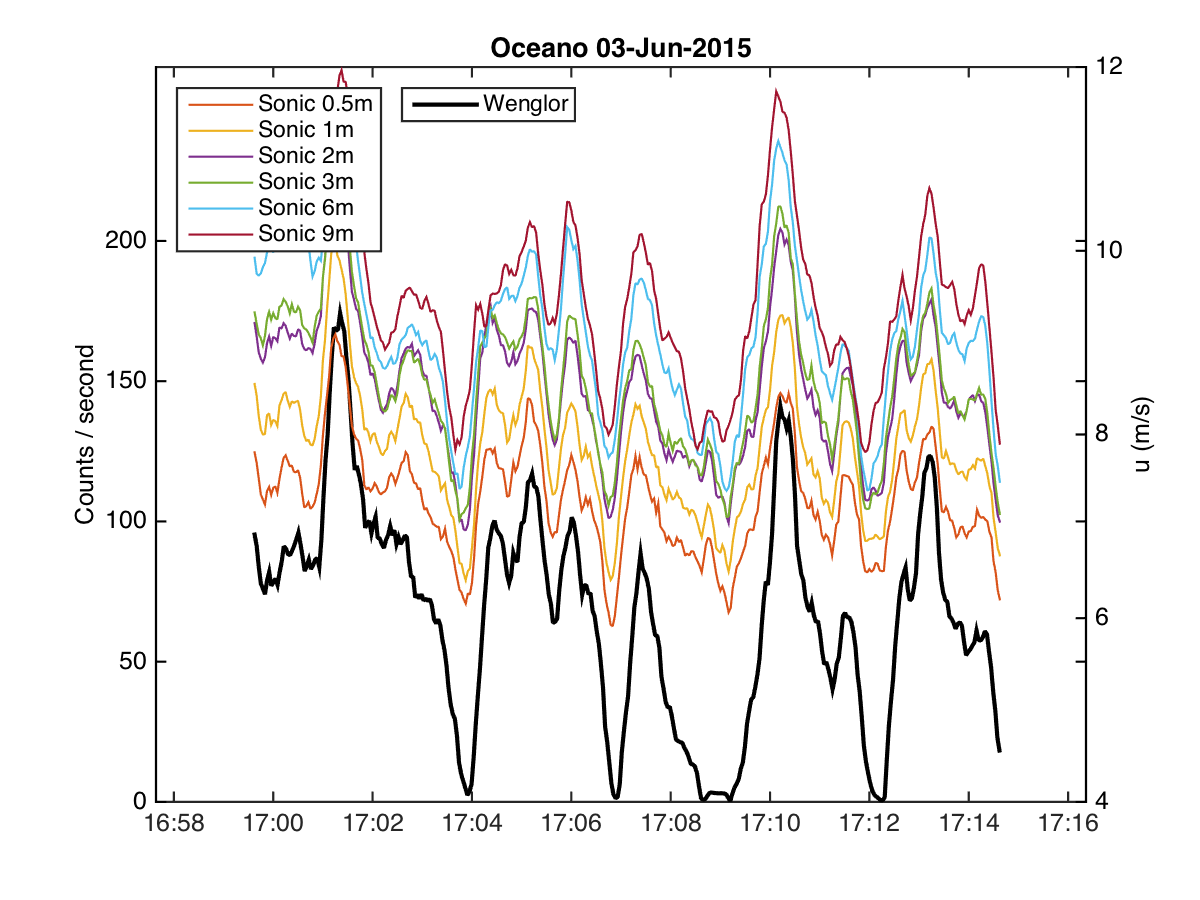 Oceano 03-Jun-2015
Sonic 0.5m
Sonic 1m
Sonic 2m
Sonic 3m
Sonic 6m
Sonic 9m
Wenglor
Counts / second
200
150
100
50
0
12
10
8
6
4
u (m/s)
16:58 17:00 17:02 17:04 17:06 17:08 17:10 17:12 17:14 17:16